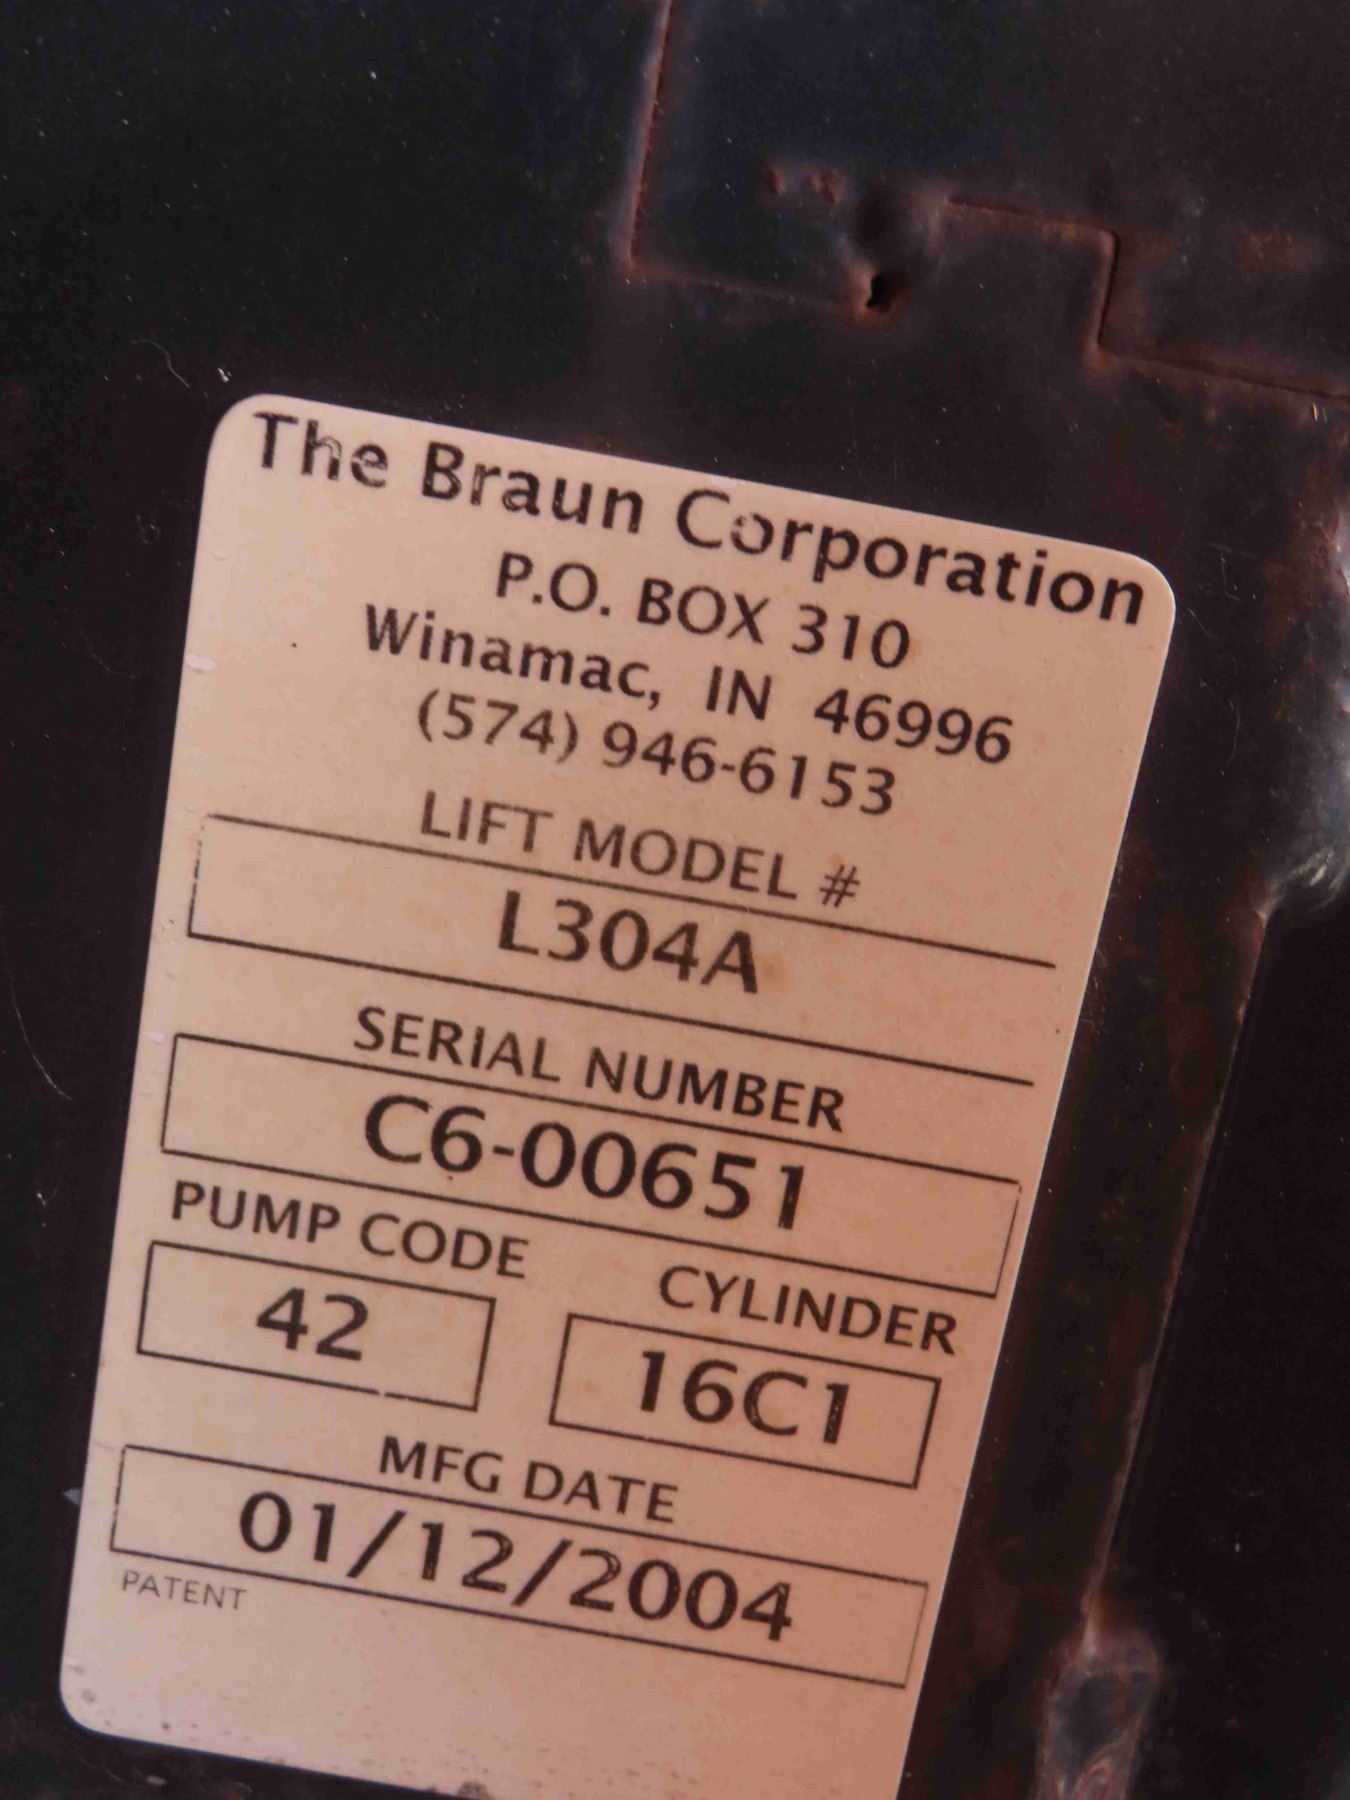 The Braun Corporation
P.O. BOX 310
Winamac, IN 46996
(574) 946-6153
LIFT MODEL #
L304A
SERIAL NUMBER
C6-00651
PUMP CODE CYLINDER
42 16C1
MFG DATE
01/12/2004
PATENT